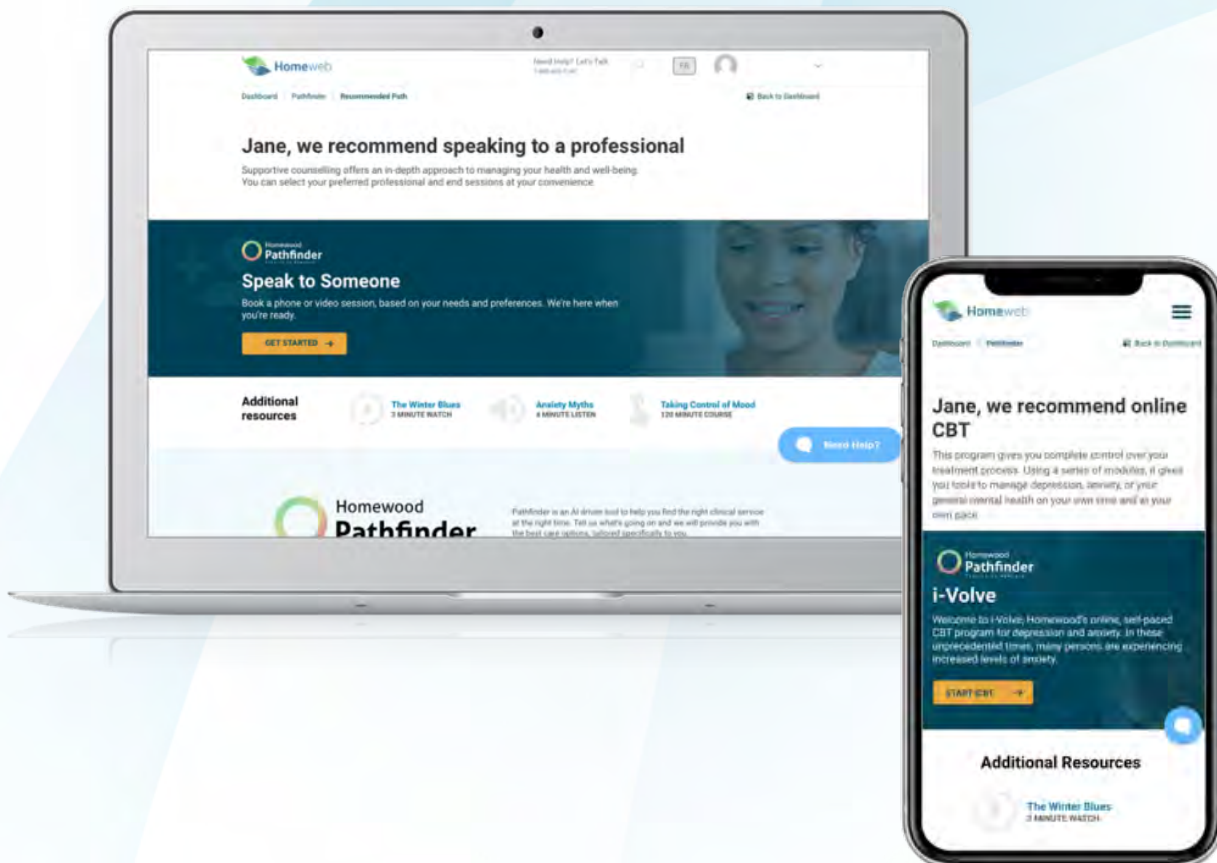 Homeweb
Need Help? Let's Talk
FR
Dashboard Pathfinder Recommended Path
Back to Dashboard
Jane, we recommend speaking to a professional
Supportive counselling offers an in-depth approach to managing your health and well-being.
You can select your preferred professional and end sessions at your convenience.
Homewood
Pathfinder
Speak to Someone
Book a phone or video session, based on your needs and preferences. We're here when
you're ready.
GET STARTED →
Additional
resources
The Winter Blues
3 MINUTE WATCH
Anxiety Myths
4 MINUTE LISTEN
Taking Control of Mood
120 MINUTE COURSE
Need Help?
Homewood
Pathfinder
Pathfinder is an AI driven tool to help you find the right clinical service
at the right time. Tell us what's going on and we will provide you with
the best care options, tailored specifically to you.
Homeweb
Dashboard Pathfinder
Back to Dashboard
Jane, we recommend online
CBT
This program gives you complete control over your
treatment process. Using a series of modules, it gives
you tools to manage depression, anxiety, or your
general mental health on your own time and at your
own pace
Homewood
Pathfinder
i-Volve
Welcome to i-Volve, Homewood's online, self-paced
CBT program for depression and anxiety. In these
unprecedented times, many persons are experiencing
increased levels of anxiety.
START →
Additional Resources
The Winter Blues
3 MINUTE WATCH